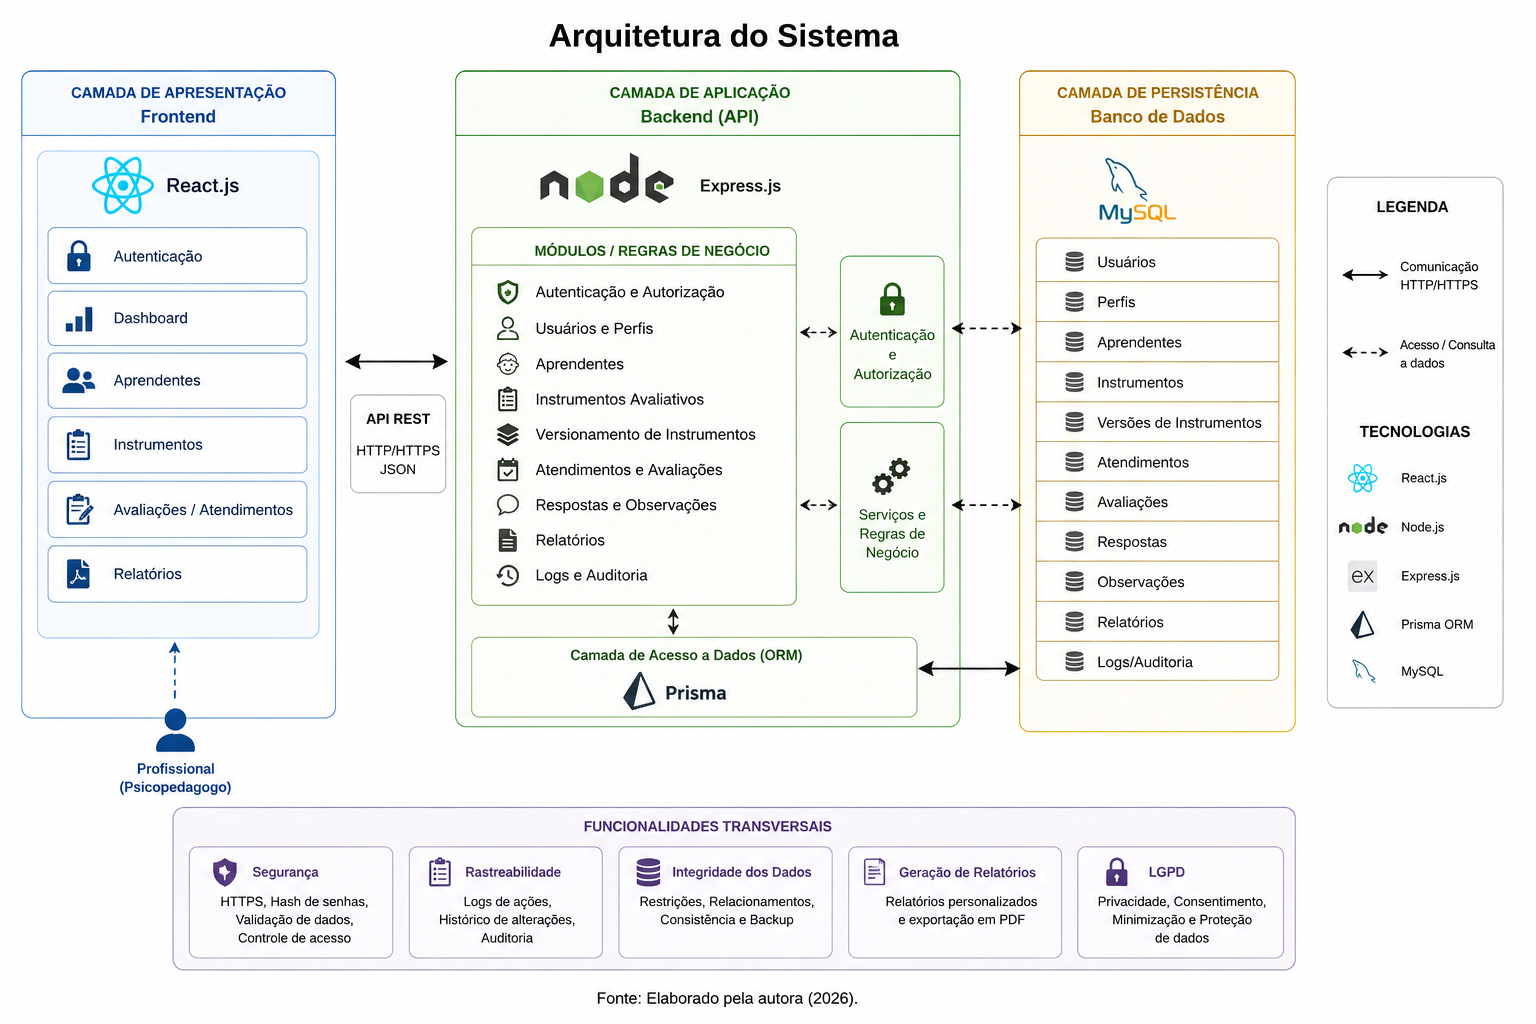 Arquitetura do Sistema
CAMADA DE APRESENTAÇÃO
Frontend
React.js
Autenticação
Dashboard
Aprendentes
Instrumentos
Avaliações / Atendimentos
Relatórios
Profissional
(Psicopedagogo)
API REST
HTTP/HTTPS
JSON
CAMADA DE APLICAÇÃO
Backend (API)
node
Express.js
MÓDULOS / REGRAS DE NEGÓCIO
Autenticação e Autorização
Usuários e Perfis
Aprendentes
Instrumentos Avaliativos
Versionamento de Instrumentos
Atendimentos e Avaliações
Respostas e Observações
Relatórios
Logs e Auditoria
Autenticação
e
Autorização
Serviços e
Regras de
Negócio
Camada de Acesso a Dados (ORM)
Prisma
CAMADA DE PERSISTÊNCIA
Banco de Dados
MySQL
Usuários
Perfis
Aprendentes
Instrumentos
Versões de Instrumentos
Atendimentos
Avaliações
Respostas
Observações
Relatórios
Logs/Auditoria
LEGENDA
Comunicação
HTTP/HTTPS
Acesso / Consulta
a dados
TECNOLOGIAS
React.js
node Node.js
ex Express.js
Prisma ORM
MySQL
FUNCIONALIDADES TRANSVERSAIS
Segurança
HTTPS, Hash de senhas,
Validação de dados,
Controle de acesso
Rastreabilidade
Logs de ações,
Histórico de alterações,
Auditoria
Integridade dos Dados
Restrições, Relacionamentos,
Consistência e Backup
Geração de Relatórios
Relatórios personalizados
e exportação em PDF
LGPD
Privacidade, Consentimento,
Minimização e Proteção
de dados
Fonte: Elaborado pela autora (2026).